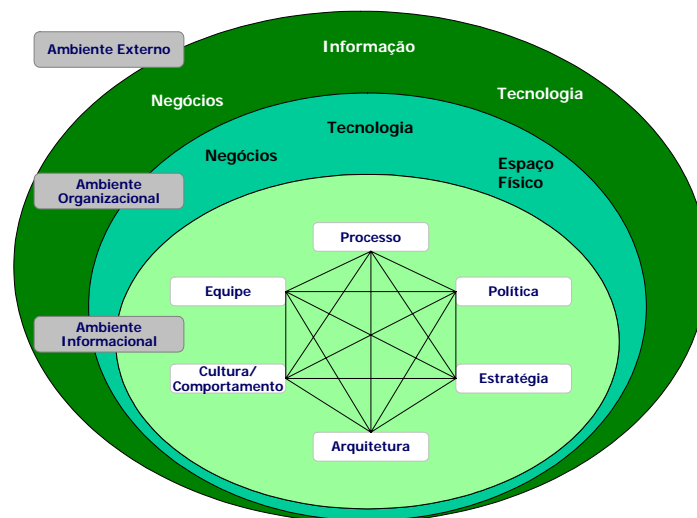 Ambiente Externo
Informação
Negócios
Tecnologia
Tecnologia
Negócios
Espaço
Físico
Ambiente
Organizacional
Processo
Equipe
Política
Ambiente
Informacional
Cultura/
Comportamento
Estratégia
Arquitetura